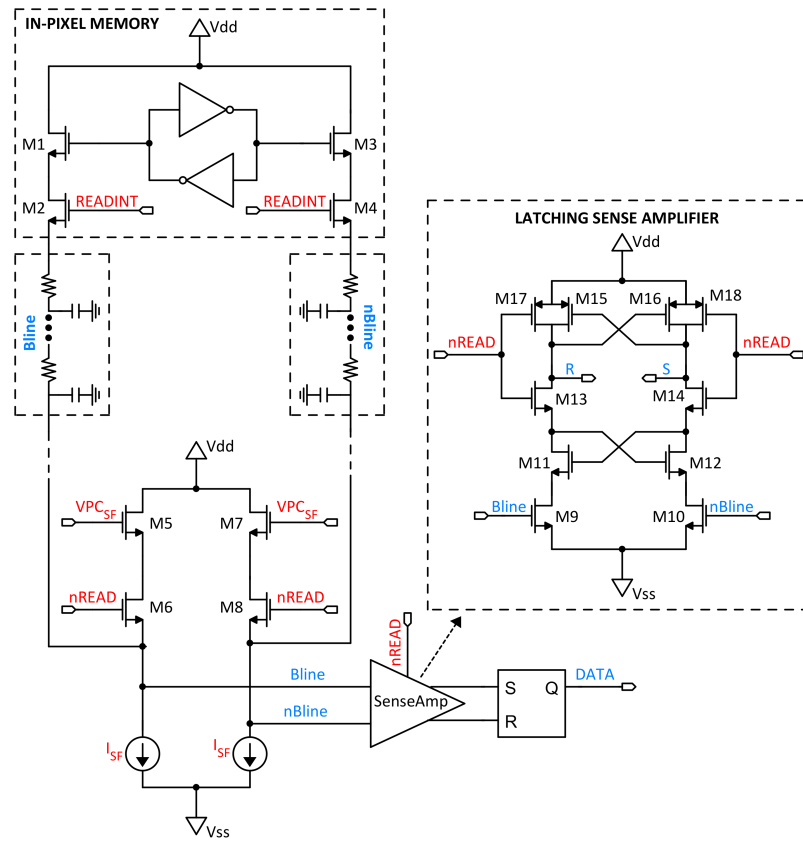 IN-PIXEL MEMORY
Vdd
M1
M3
M2
READINT
READINT
M4
LATCHING SENSE AMPLIFIER
Vdd
M17
M15
M16
M18
nREAD
nREAD
R
S
M13
M14
M11
M12
Bline
M9
M10
nBline
Vss
Bline
nBline
Vdd
VPCSF
M5
M7
VPCSF
nREAD
M6
M8
nREAD
nREAD
Bline
nBline
SenseAmp
S
Q
R
DATA
ISF
ISF
Vss